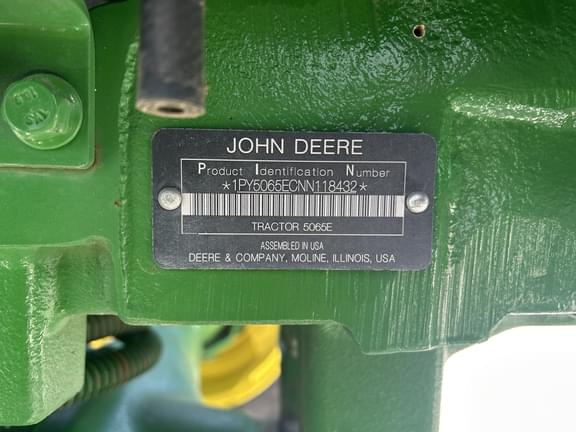 JOHN DEERE
Product Identification Number
*1PY5065ECNN118432*
TRACTOR 5065E
ASSEMBLED IN USA
DEERE & COMPANY, MOLINE, ILLINOIS, USA